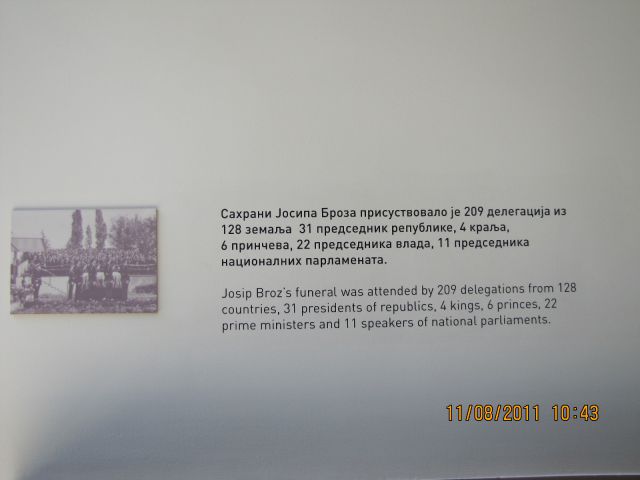 Сахрани Јосипа Броза присуствовало је 209 делегација из
128 земаља 31 председник републике, 4 краља,
6 принчева, 22 председника влада, 11 председника
националних парламената.
Josip Broz's funeral was attended by 209 delegations from 128
countries, 31 presidents of republics, 4 kings, 6 princes, 22
prime ministers and 11 speakers of national parliaments.
11/08/2011 10:43